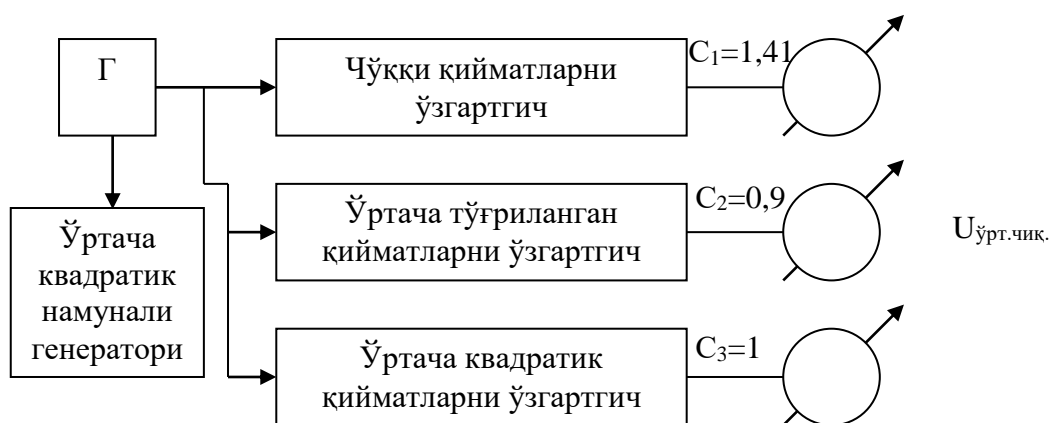 Г
Чўққи қийматларни
ўзгартгич
C₁=1,41
Ўртача
квадратик
намунали
генератори
Ўртача тўғриланган
қийматларни ўзгартгич
C₂=0,9
Uўрт.чиқ.
Ўртача квадратик
қийматларни ўзгартгич
C₃=1